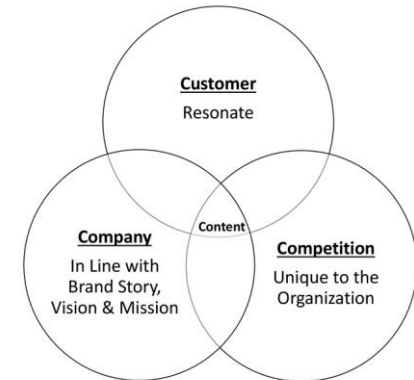 Customer
Resonate
Content
Company
In Line with
Brand Story,
Vision & Mission
Competition
Unique to the
Organization